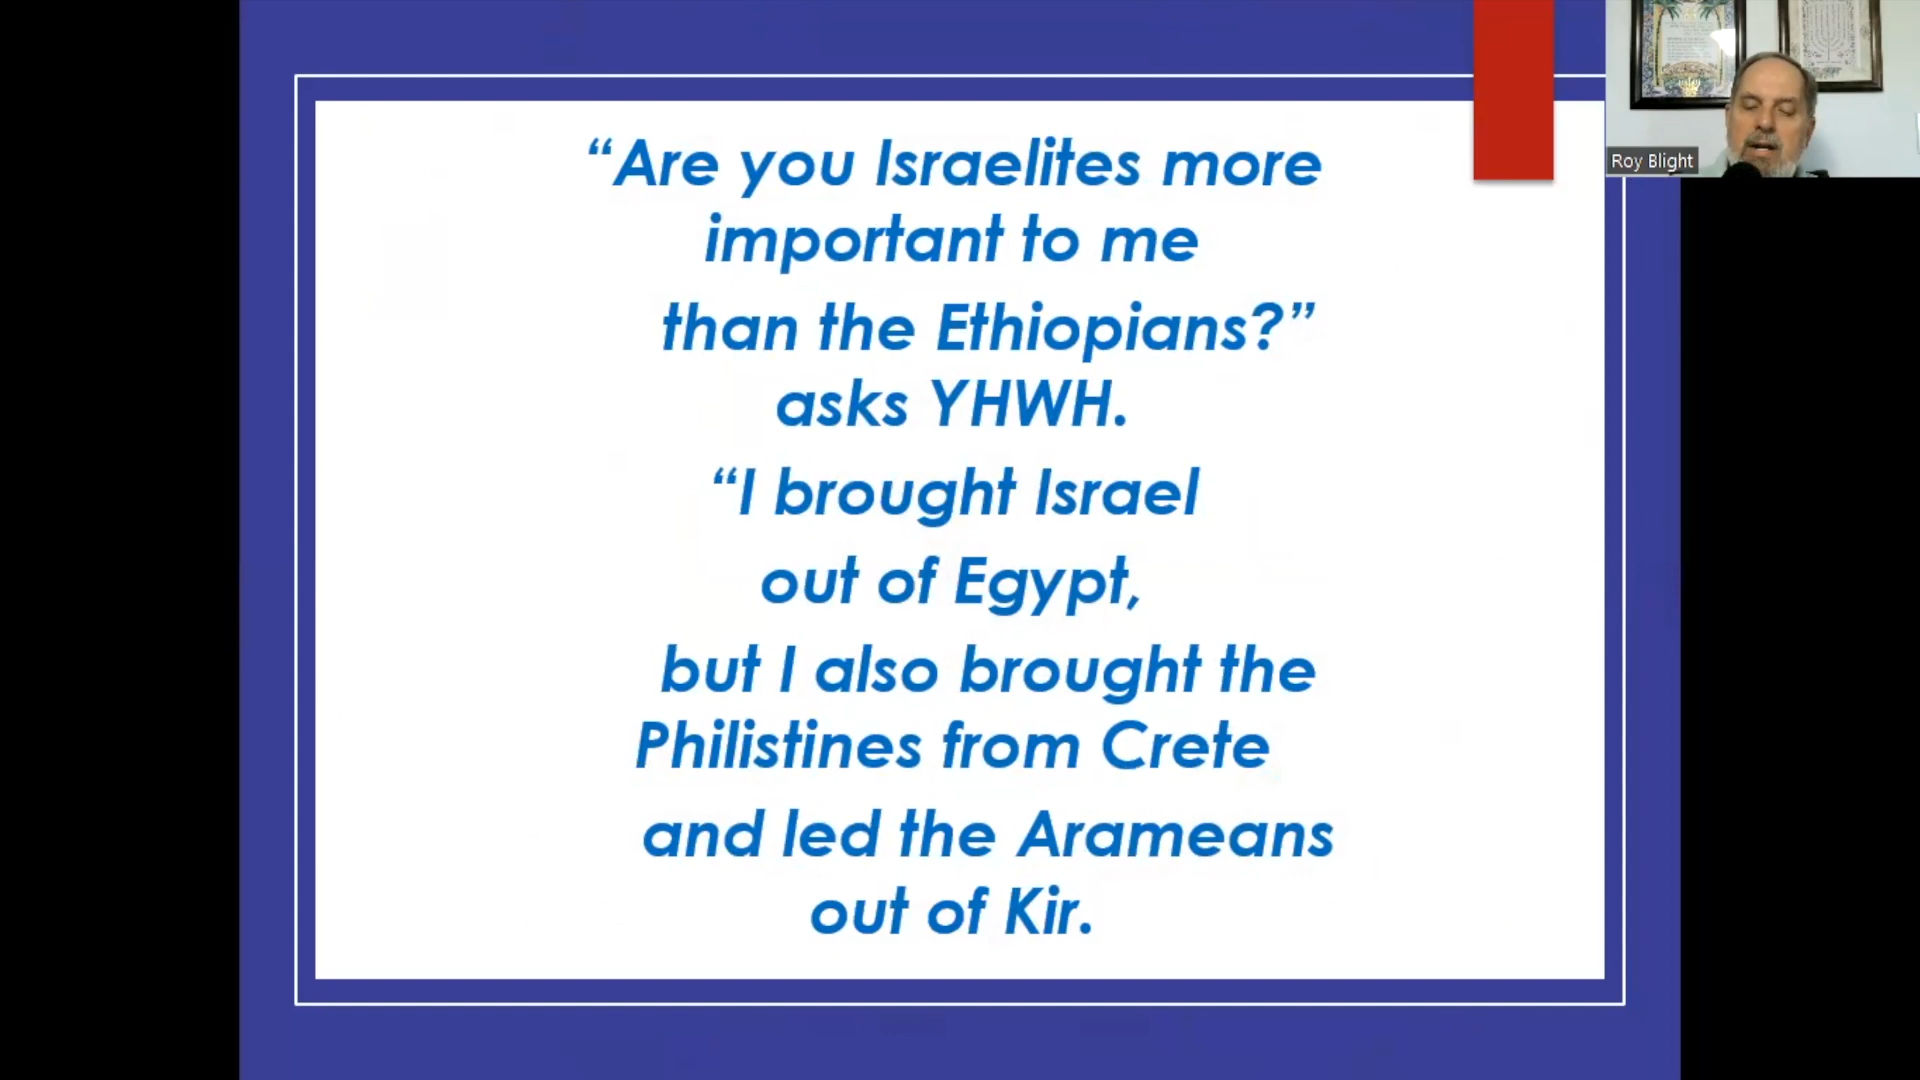 “Are you Israelites more
important to me
than the Ethiopians?”
asks YHWH.
“I brought Israel
out of Egypt,
but I also brought the
Philistines from Crete
and led the Arameans
out of Kir.
Roy Blight